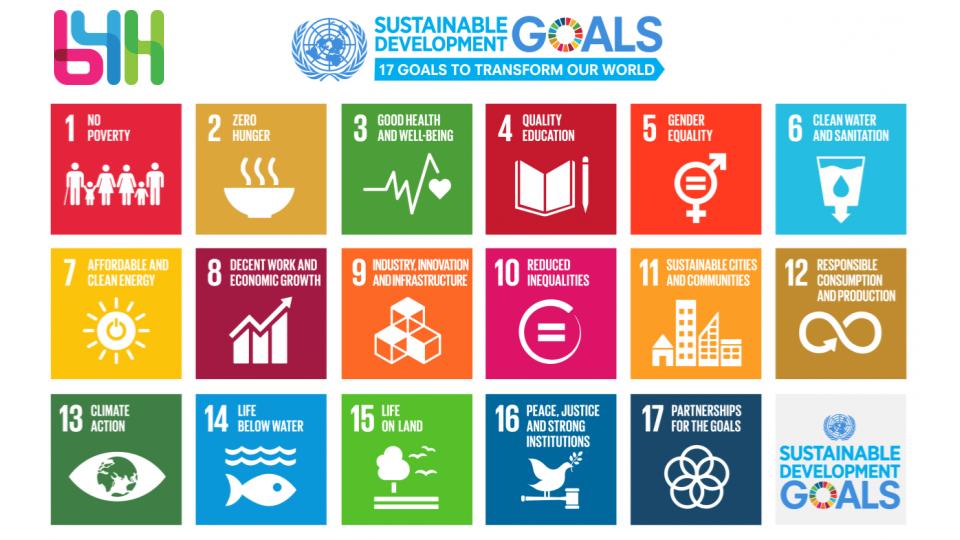 byh
SUSTAINABLE
DEVELOPMENT
GOALS
17 GOALS TO TRANSFORM OUR WORLD
1 NO
POVERTY
2 ZERO
HUNGER
3 GOOD HEALTH
AND WELL-BEING
4 QUALITY
EDUCATION
5 GENDER
EQUALITY
6 CLEAN WATER
AND SANITATION
7 AFFORDABLE AND
CLEAN ENERGY
8 DECENT WORK AND
ECONOMIC GROWTH
9 INDUSTRY, INNOVATION
AND INFRASTRUCTURE
10 REDUCED
INEQUALITIES
11 SUSTAINABLE CITIES
AND COMMUNITIES
12 RESPONSIBLE
CONSUMPTION
AND PRODUCTION
13 CLIMATE
ACTION
14 LIFE
BELOW WATER
15 LIFE
ON LAND
16 PEACE, JUSTICE
AND STRONG
INSTITUTIONS
17 PARTNERSHIPS
FOR THE GOALS
SUSTAINABLE
DEVELOPMENT
GOALS